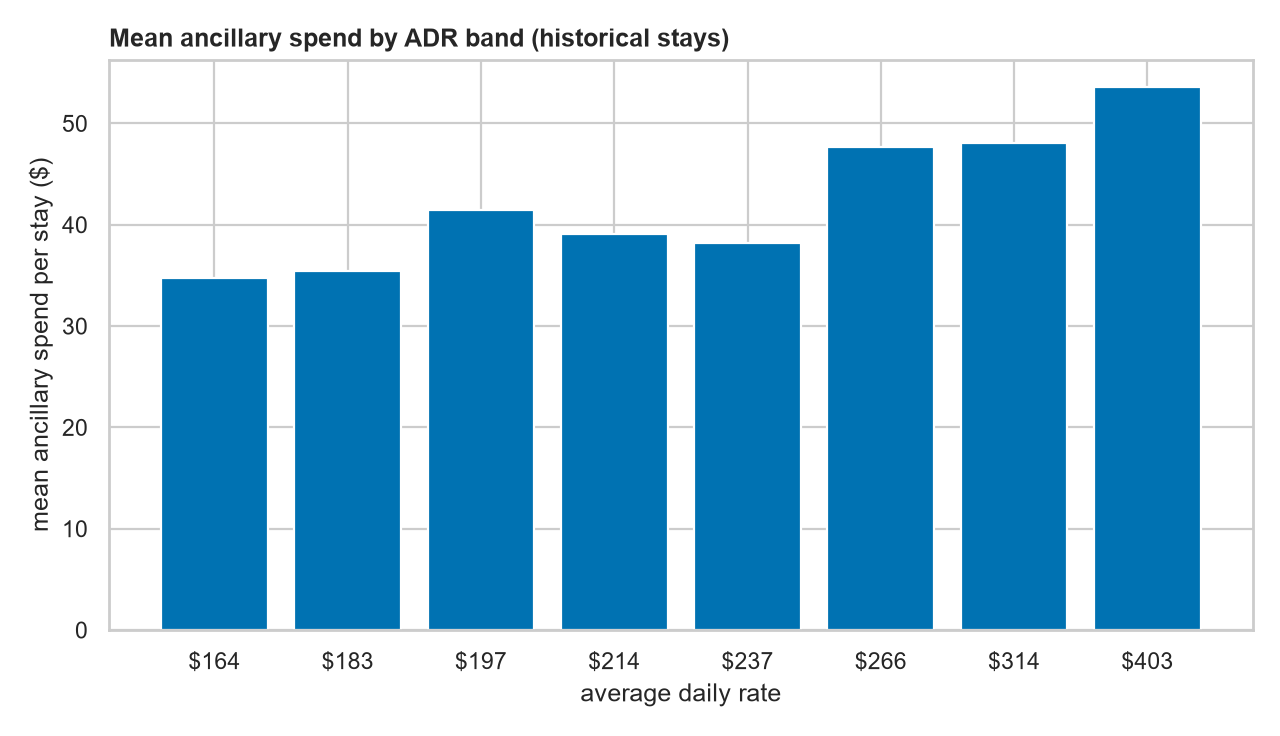 Mean ancillary spend by ADR band (historical stays)
mean ancillary spend per stay ($)
50
40
30
20
10
0
$164 $183 $197 $214 $237 $266 $314 $403
average daily rate